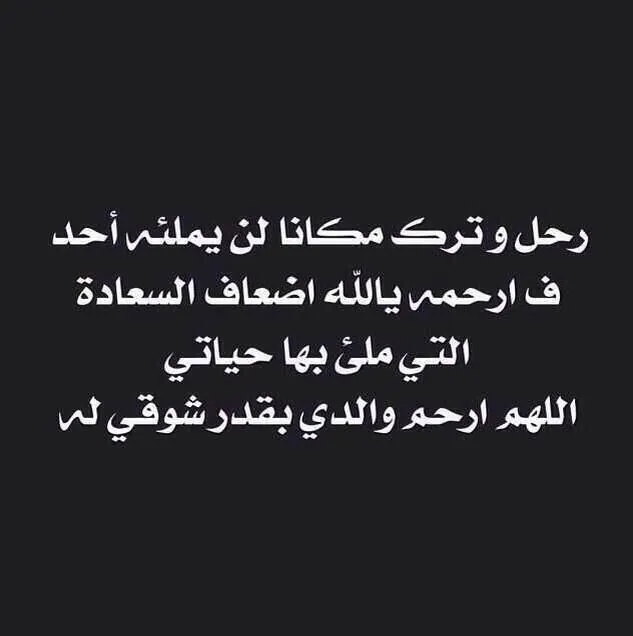 رحل و ترك مكانا لن يملئه أحد
ف ارحمه ياللّٰه اضعاف السعادة
التي ملئ بها حياتي
اللهم ارحم والدي بقدر شوقي له